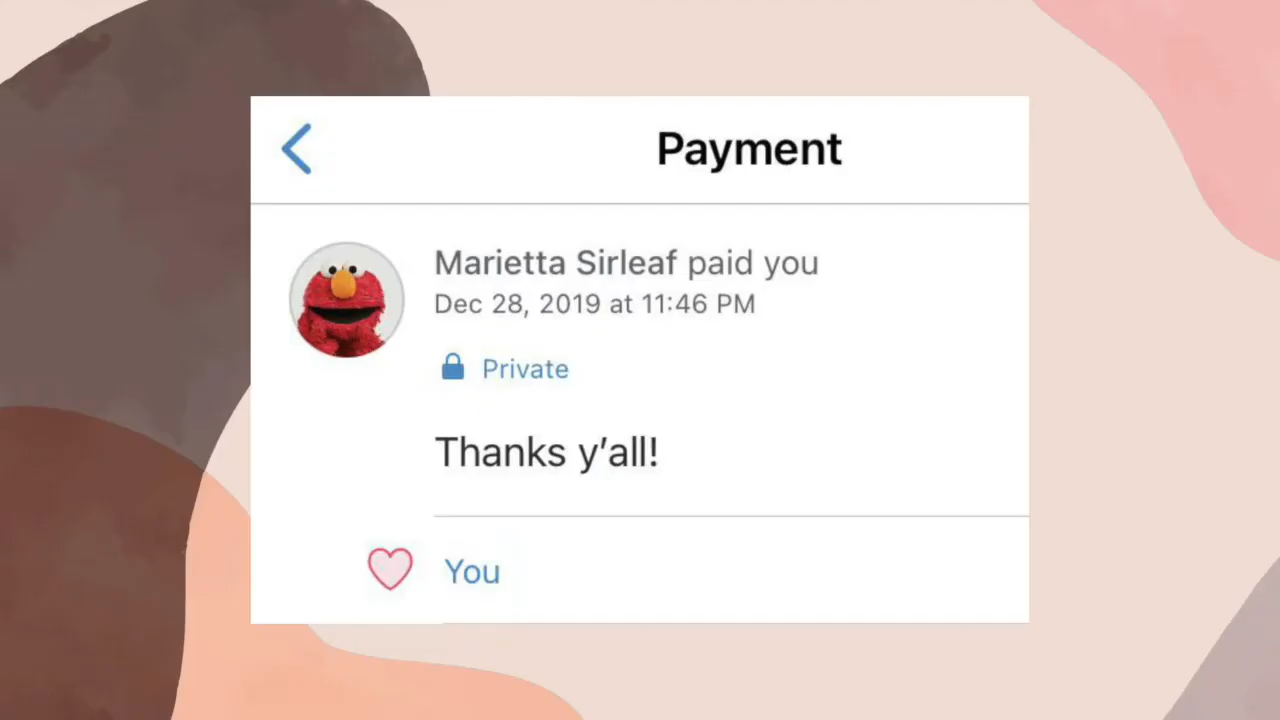 Payment
Marietta Sirleaf paid you
Dec 28, 2019 at 11:46 PM
Private
Thanks y’all!
You